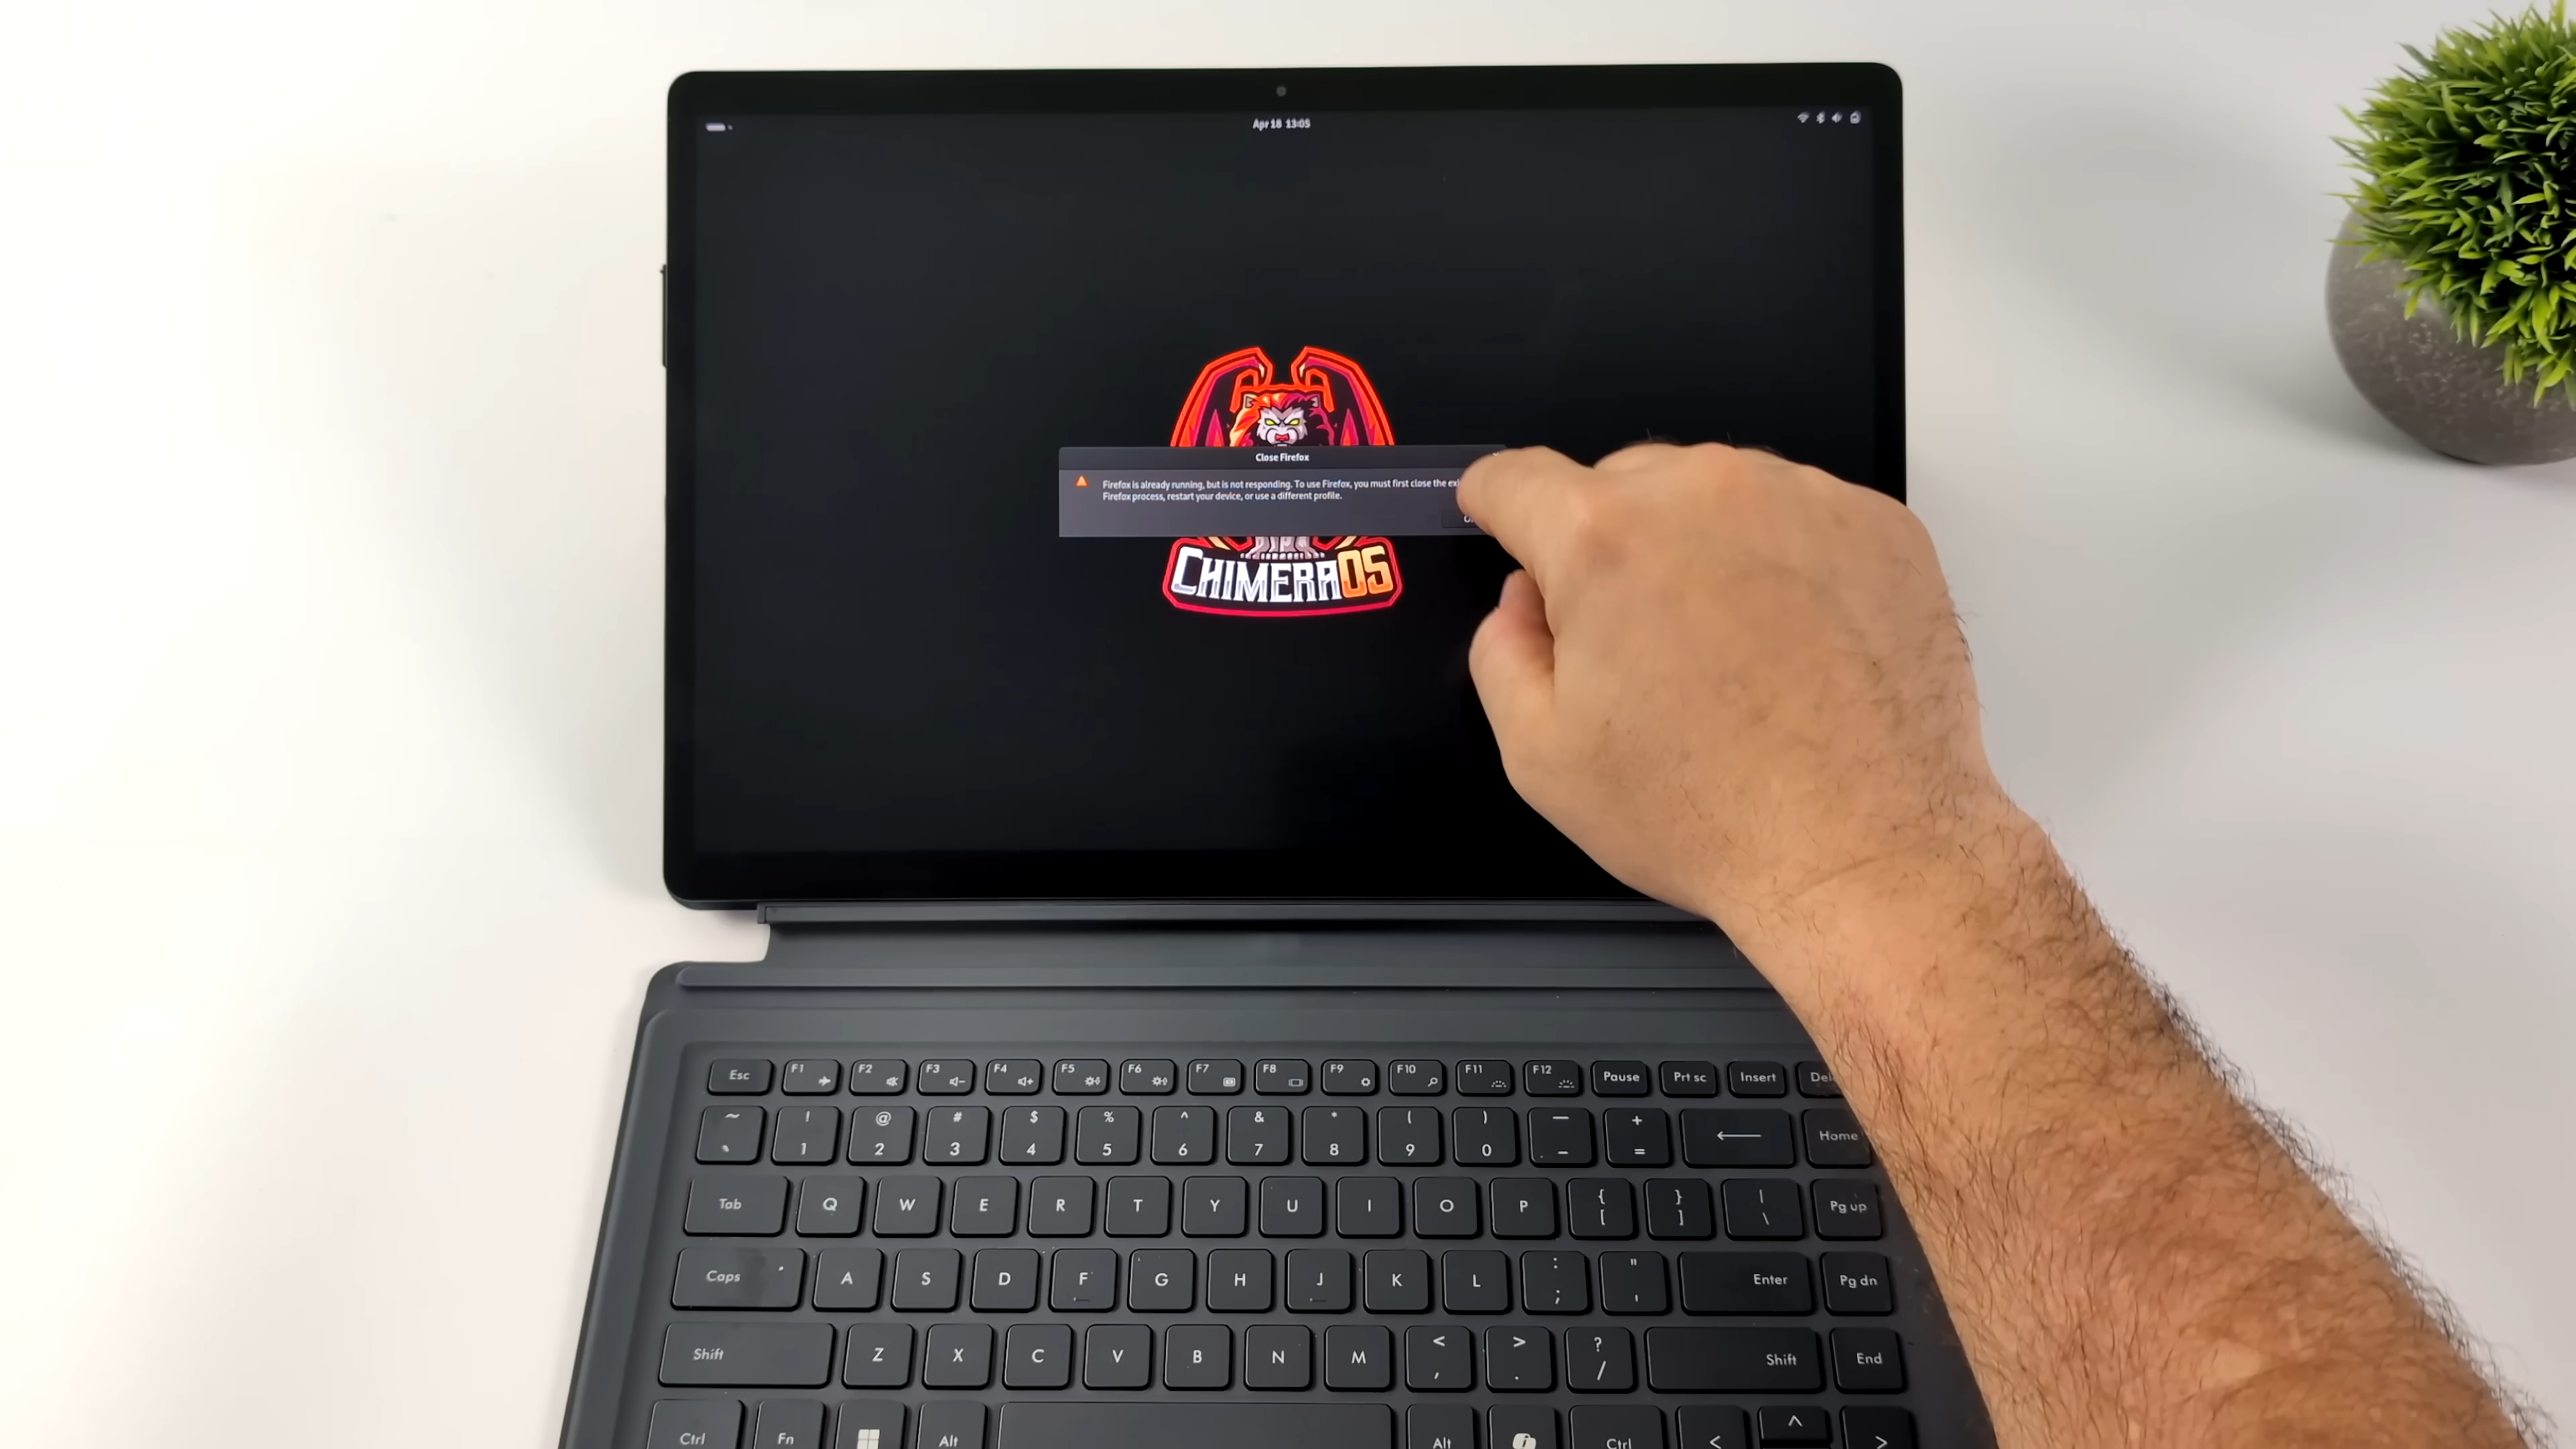 Apr 18 13:05
Close Firefox
Firefox is already running, but is not responding. To use Firefox, you must first close the
Firefox process, restart your device, or use a different profile.
CHIMERAOS
Esc F1 F2 F3 F4 F5 F6 F7 F8 F9 F10 F11 F12 Pause Prt sc Insert
~ ! @ # $ % ^ & * ( ) — +
` 1 2 3 4 5 6 7 8 9 0 - = Home
Tab Q W E R T Y U I O P { } | Pg up
[ ] \
Caps A S D F G H J K L : " Enter Pg dn
; '
Shift Z X C V B N M < > ? Shift End
, . /
Ctrl Fn Alt Alt Ctrl < ^ >